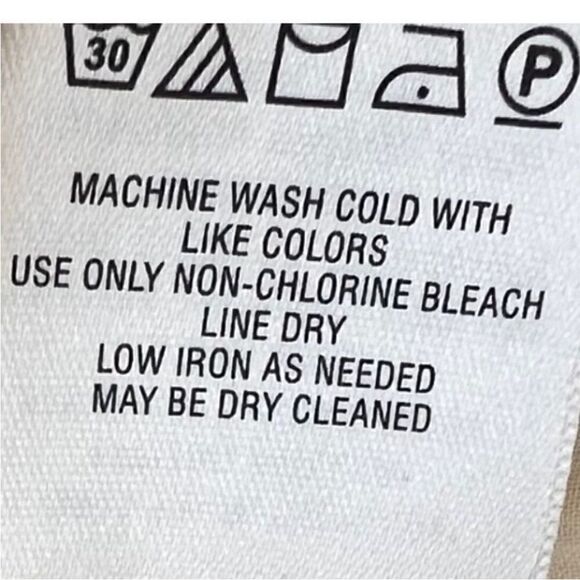 30 P
MACHINE WASH COLD WITH
LIKE COLORS
USE ONLY NON-CHLORINE BLEACH
LINE DRY
LOW IRON AS NEEDED
MAY BE DRY CLEANED